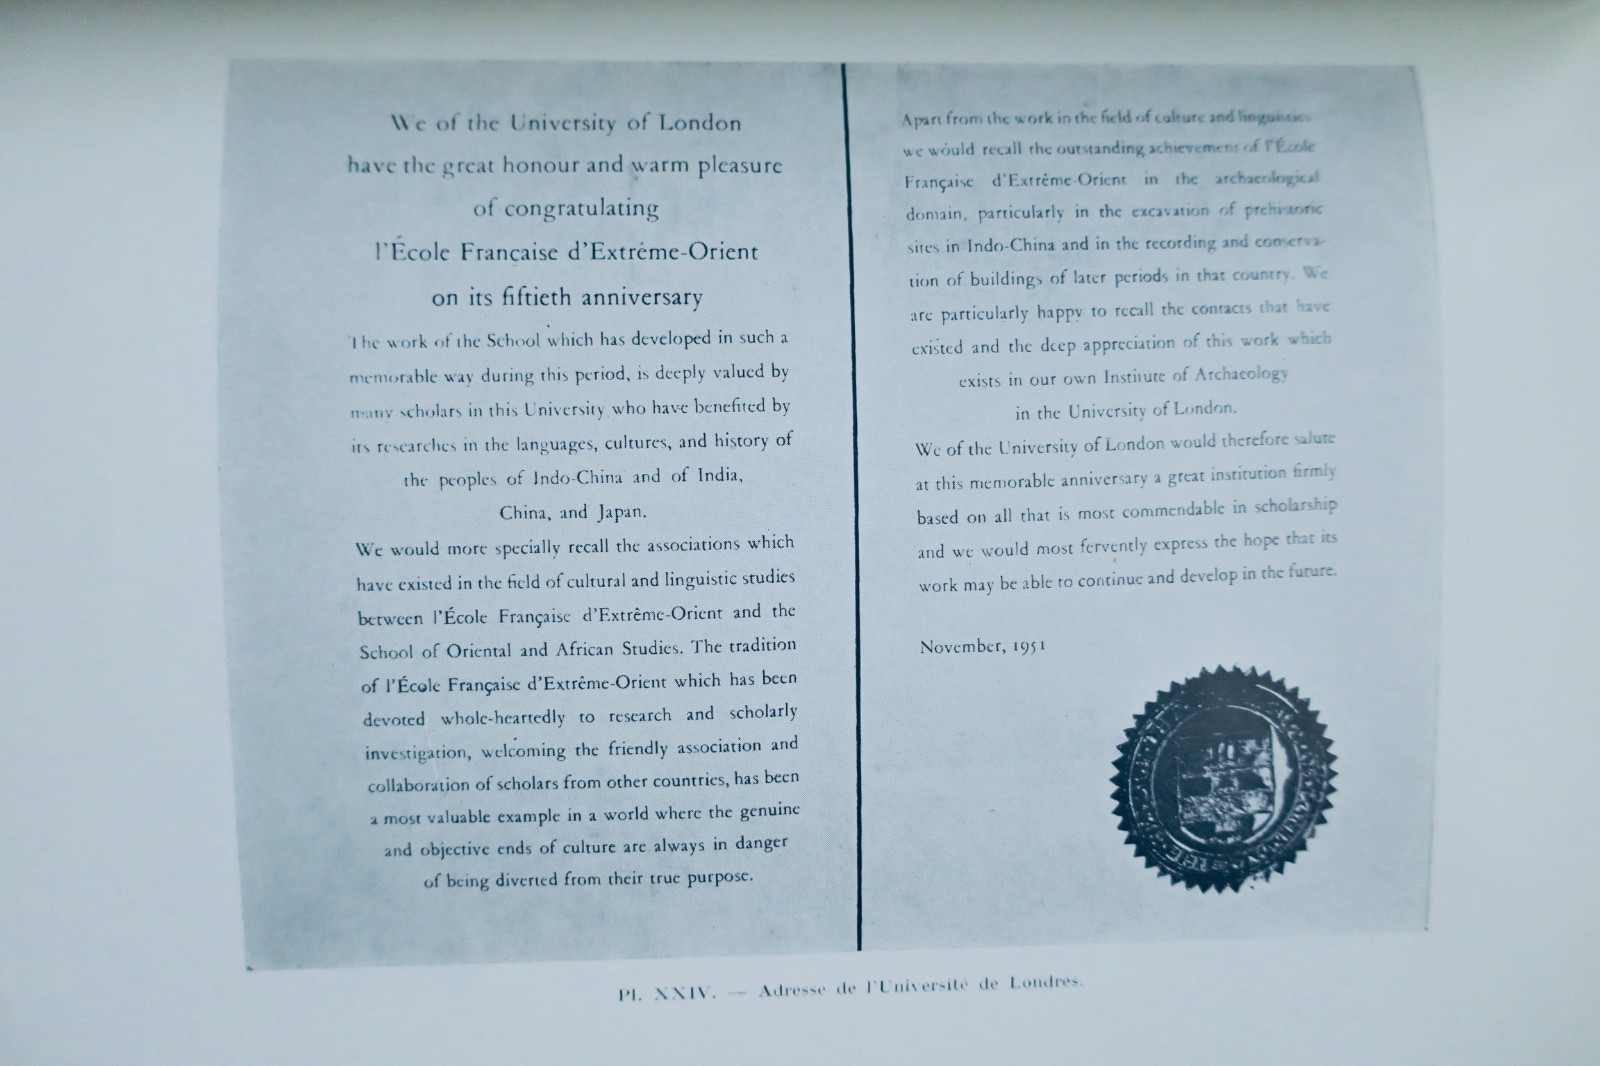 We of the University of London
have the great honour and warm pleasure
of congratulating
l'École Française d'Extrême-Orient
on its fiftieth anniversary
The work of the School which has developed in such a
memorable way during this period, is deeply valued by
many scholars in this University who have benefited by
its researches in the languages, cultures, and history of
the peoples of Indo-China and of India,
China, and Japan.
We would more specially recall the associations which
have existed in the field of cultural and linguistic studies
between l'École Française d'Extrême-Orient and the
School of Oriental and African Studies. The tradition
of l'École Française d'Extrême-Orient which has been
devoted whole-heartedly to research and scholarly
investigation, welcoming the friendly association and
collaboration of scholars from other countries, has been
a most valuable example in a world where the genuine
and objective ends of culture are always in danger
of being diverted from their true purpose.
Apart from the work in the field of culture and linguistics
we would recall the outstanding achievement of l'École
Française d'Extrême-Orient in the archaeological
domain, particularly in the excavation of prehistoric
sites in Indo-China and in the recording and conserva-
tion of buildings of later periods in that country. We
are particularly happy to recall the contacts that have
existed and the deep appreciation of this work which
exists in our own Institute of Archaeology
in the University of London.
We of the University of London would therefore salute
at this memorable anniversary a great institution firmly
based on all that is most commendable in scholarship
and we would most fervently express the hope that its
work may be able to continue and develop in the future.
November, 1951
Pl. XXIV. — Adresse de l'Université de Londres.